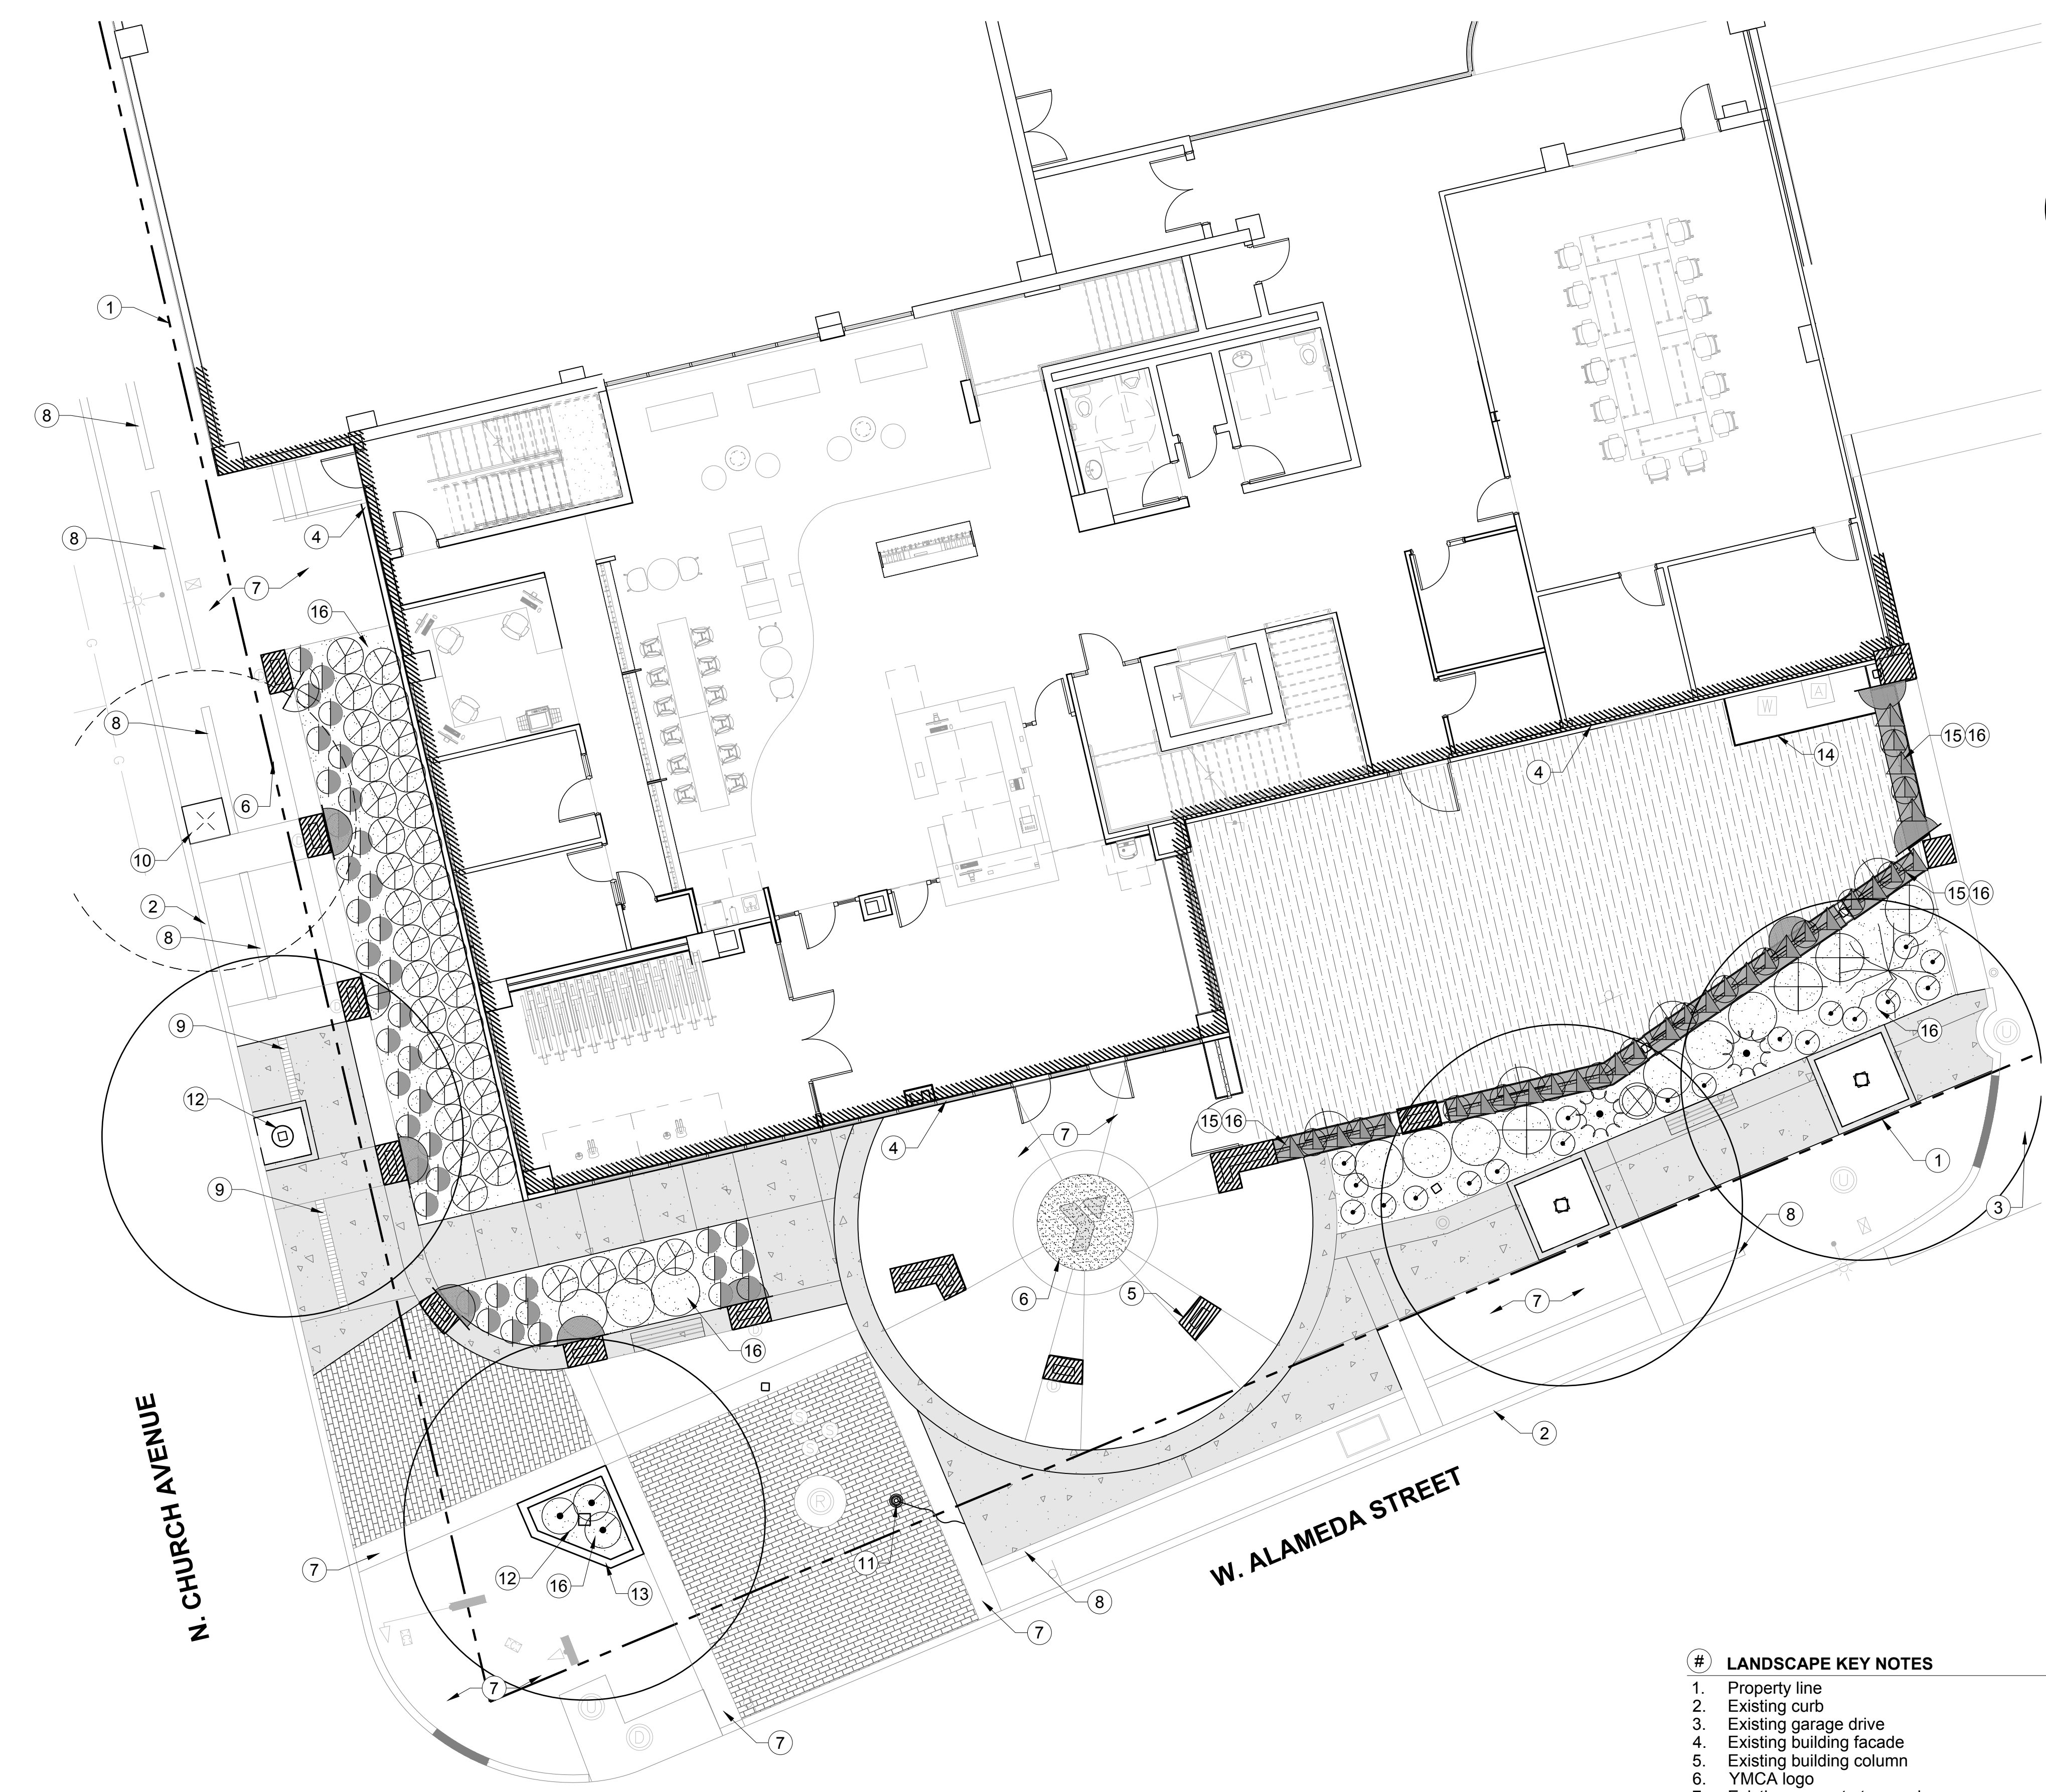 1
8
8
4
7
16
8
6
10
2
8
9
12
9
W
A
14
4
15 16
15 16
16
1
3
8
15 16
4
7
6
5
7
16
2
N. CHURCH AVENUE
W. ALAMEDA STREET
S
S
S
R
11
7
12
16
13
8
7
7
7
U
D
U
U
G
G
# LANDSCAPE KEY NOTES
1. Property line
2. Existing curb
3. Existing garage drive
4. Existing building facade
5. Existing building column
6. YMCA logo